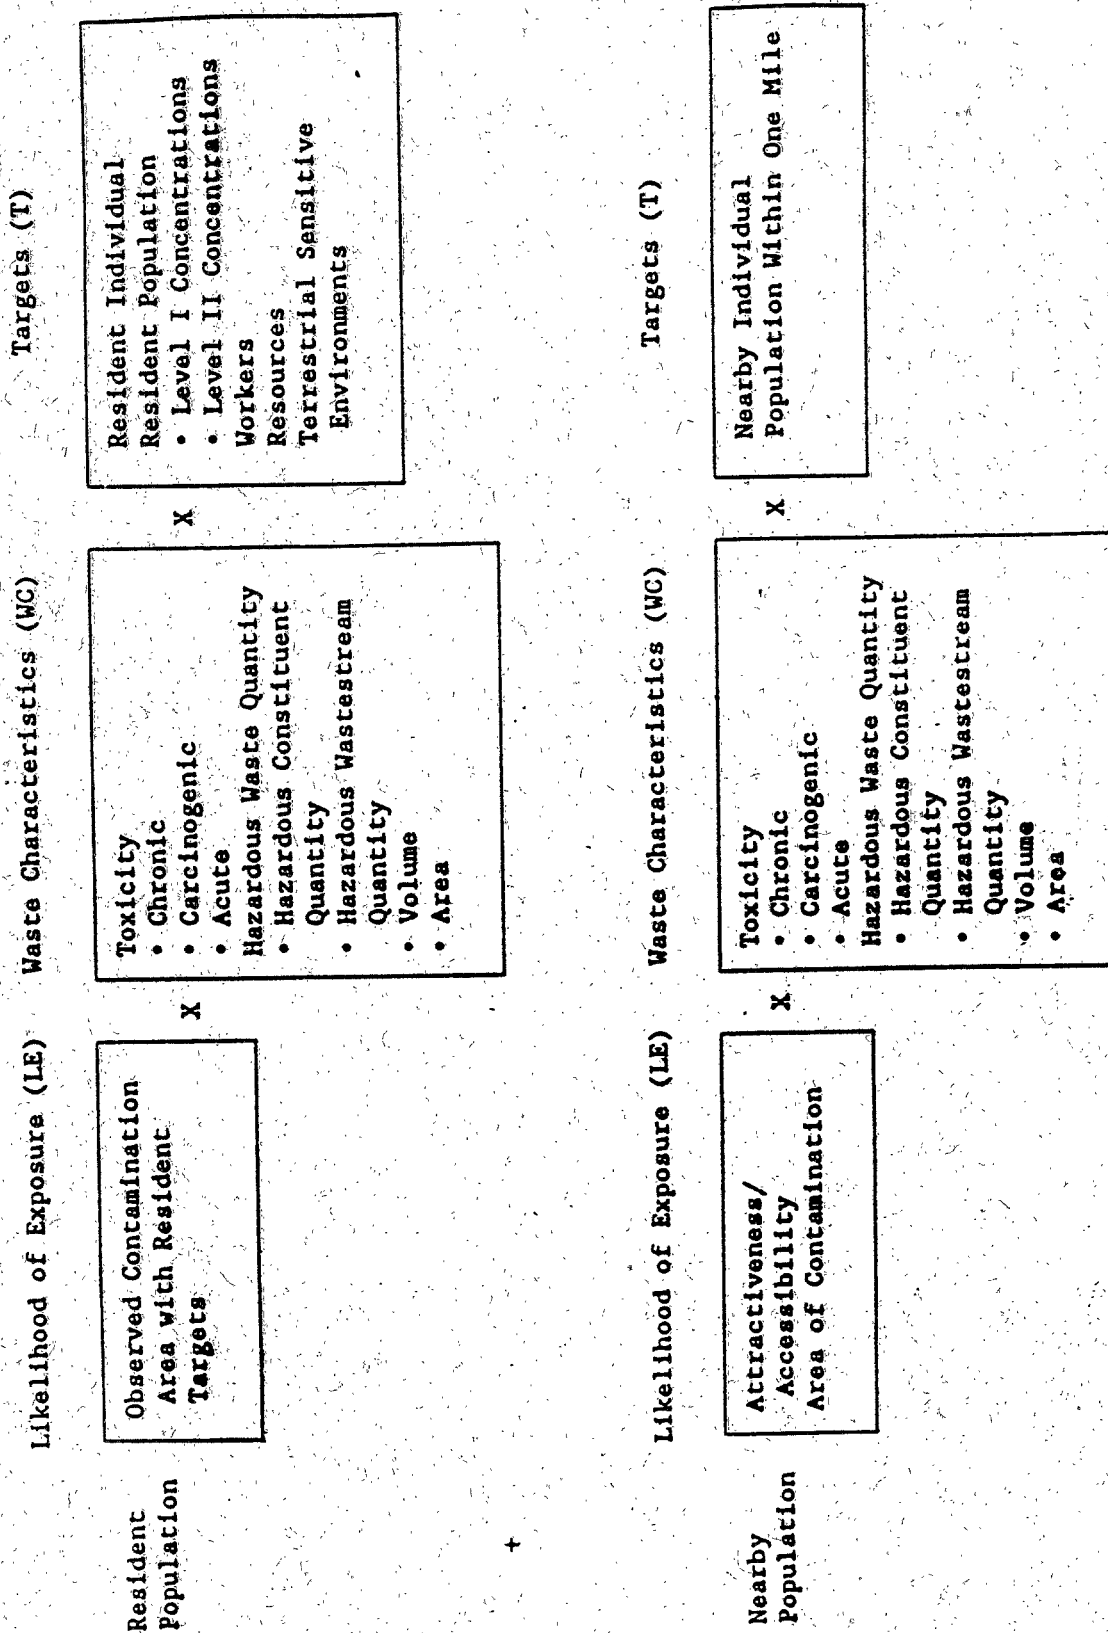 Likelihood of Exposure (LE)
Waste Characteristics (WC)
Targets (T)
Resident
Population
Observed Contamination
Area with Resident
Targets
X
Toxicity
• Chronic
• Carcinogenic
• Acute
Hazardous Waste Quantity
• Hazardous Constituent
Quantity
• Hazardous Wastestream
Quantity
• Volume
• Area
X
Resident Individual
Resident Population
• Level I Concentrations
• Level II Concentrations
Workers
Resources
Terrestrial Sensitive
Environments
+
Likelihood of Exposure (LE)
Waste Characteristics (WC)
Targets (T)
Nearby
Population
Attractiveness/
Accessibility
Area of Contamination
X
Toxicity
• Chronic
• Carcinogenic
• Acute
Hazardous Waste Quantity
• Hazardous Constituent
Quantity
• Hazardous Wastestream
Quantity
• Volume
• Area
X
Nearby Individual
Population Within One Mile